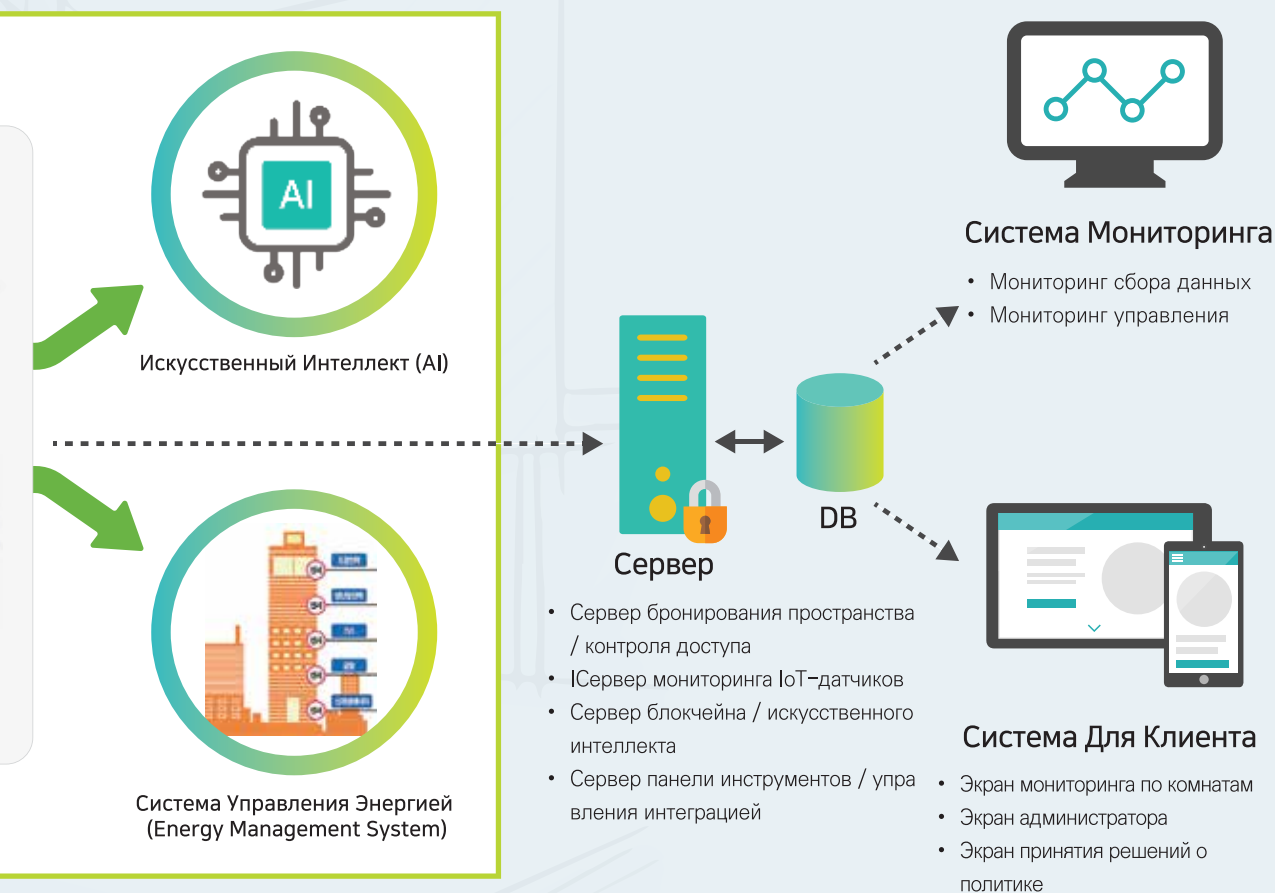 AI
Искусственный Интеллект (AI)
Система Управления Энергией
(Energy Management System)
Сервер
• Сервер бронирования пространства
/ контроля доступа
• IСервер мониторинга IoT-датчиков
• Сервер блокчейна / искусственного
интеллекта
• Сервер панели инструментов / упра
вления интеграцией
DB
Система Мониторинга
• Мониторинг сбора данных
• Мониторинг управления
Система Для Клиента
• Экран мониторинга по комнатам
• Экран администратора
• Экран принятия решений о
политике